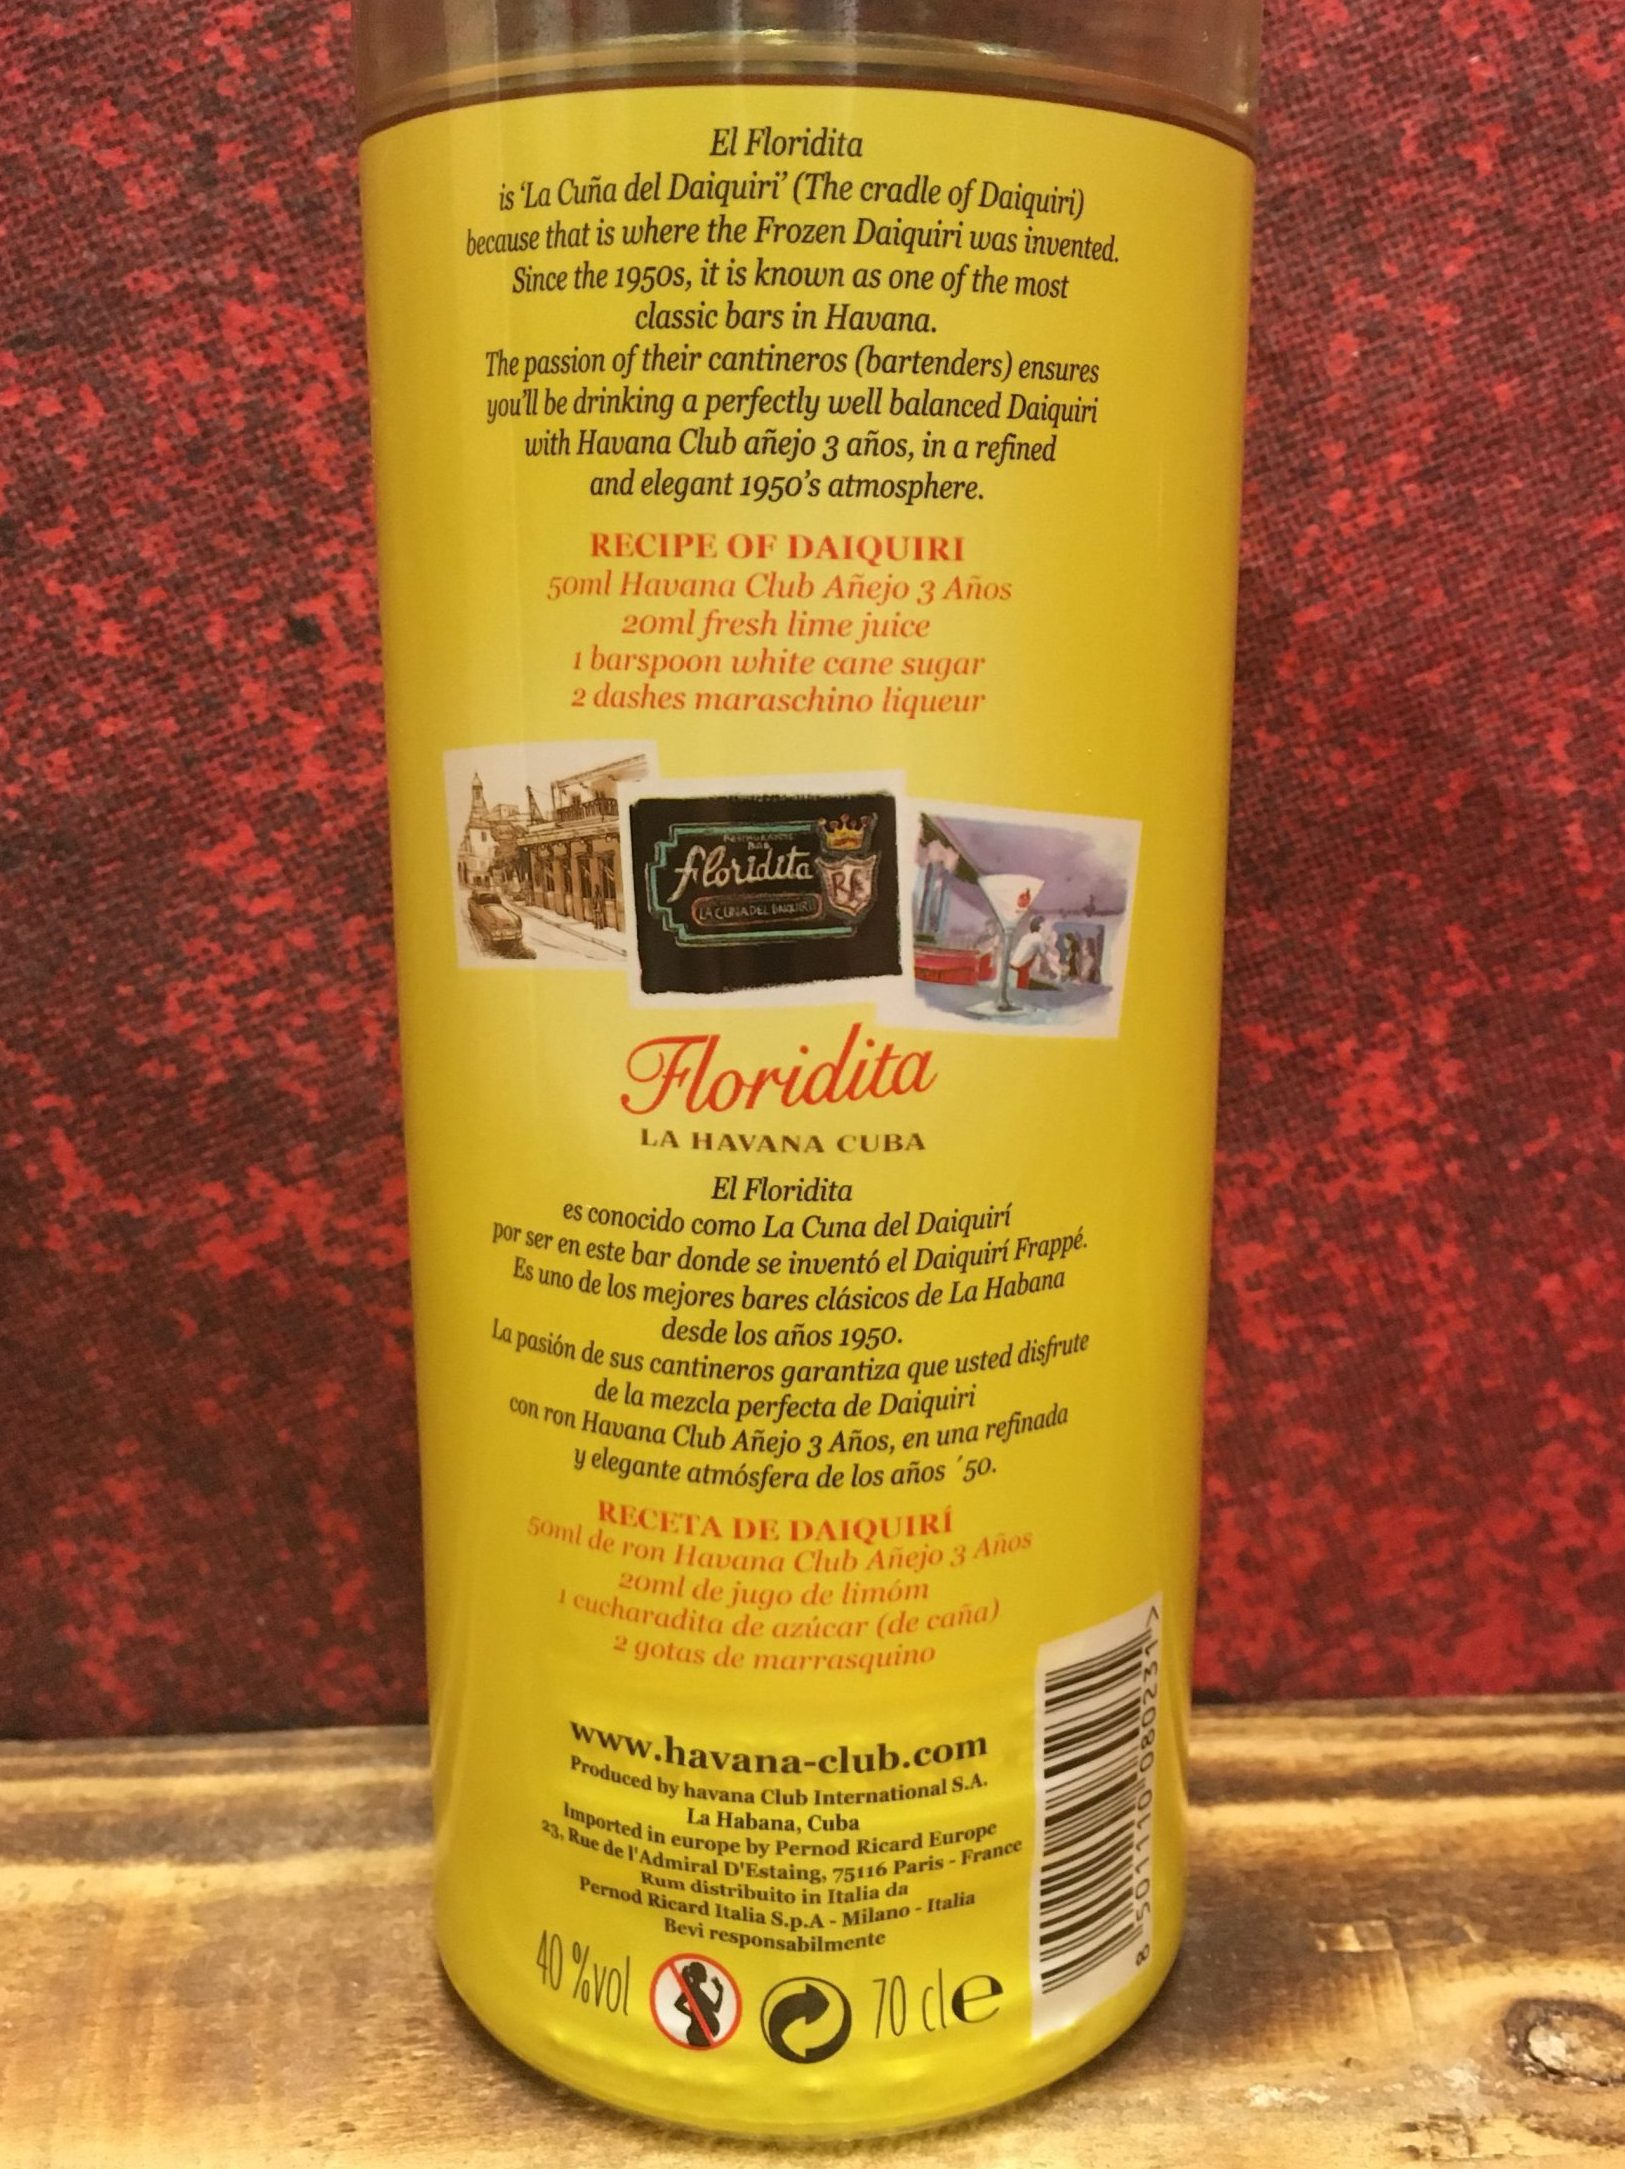 El Floridita
is 'La Cuña del Daiquiri' (The cradle of Daiquiri)
because that is where the Frozen Daiquiri was invented.
Since the 1950s, it is known as one of the most
classic bars in Havana.
The passion of their cantineros (bartenders) ensures
you'll be drinking a perfectly well balanced Daiquiri
with Havana Club añejo 3 años, in a refined
and elegant 1950's atmosphere.
RECIPE OF DAIQUIRI
50ml Havana Club Añejo 3 Años
20ml fresh lime juice
1 barspoon white cane sugar
2 dashes maraschino liqueur
RESTAURANTE
BAR
floridita
LA CUNA DEL DAIQUIRI
Floridita
LA HAVANA CUBA
El Floridita
es conocido como La Cuna del Daiquirí
por ser en este bar donde se inventó el Daiquirí Frappé.
Es uno de los mejores bares clásicos de La Habana
desde los años 1950.
La pasión de sus cantineros garantiza que usted disfrute
de la mezcla perfecta de Daiquiri
con ron Havana Club Añejo 3 Años, en una refinada
y elegante atmósfera de los años ´50.
RECETA DE DAIQUIRÍ
50ml de ron Havana Club Añejo 3 Años
20ml de jugo de limóm
1 cucharadita de azúcar (de caña)
2 gotas de marrasquino
www.havana-club.com
Produced by havana Club International S.A.
La Habana, Cuba
Imported in europe by Pernod Ricard Europe
23, Rue de l'Admiral D'Estaing, 75116 Paris - France
Rum distribuito in Italia da
Pernod Ricard Italia S.p.A - Milano - Italia
Bevi responsabilmente
40 %vol
70 cl e
8 501110 080231 >